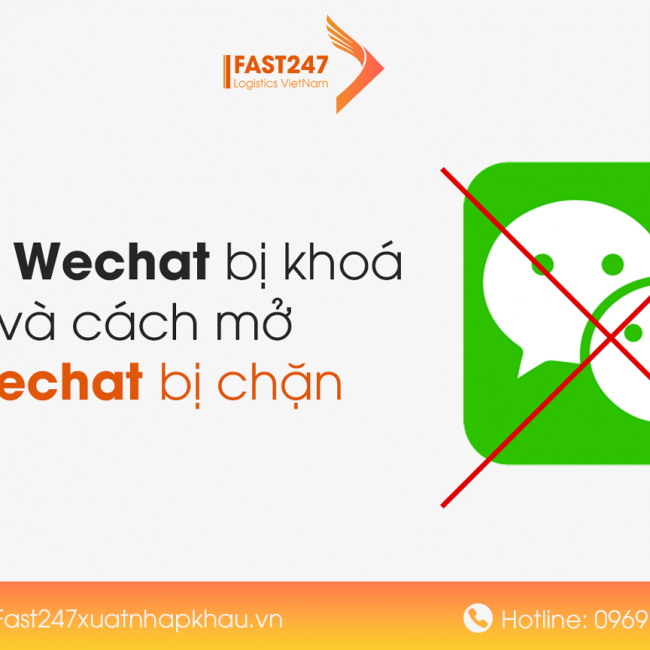 FAST247
Logistics VietNam
Wechat bị khoá
và cách mở
echat bị chặn
Fast247xuatnhapkhau.vn
Hotline: 0969